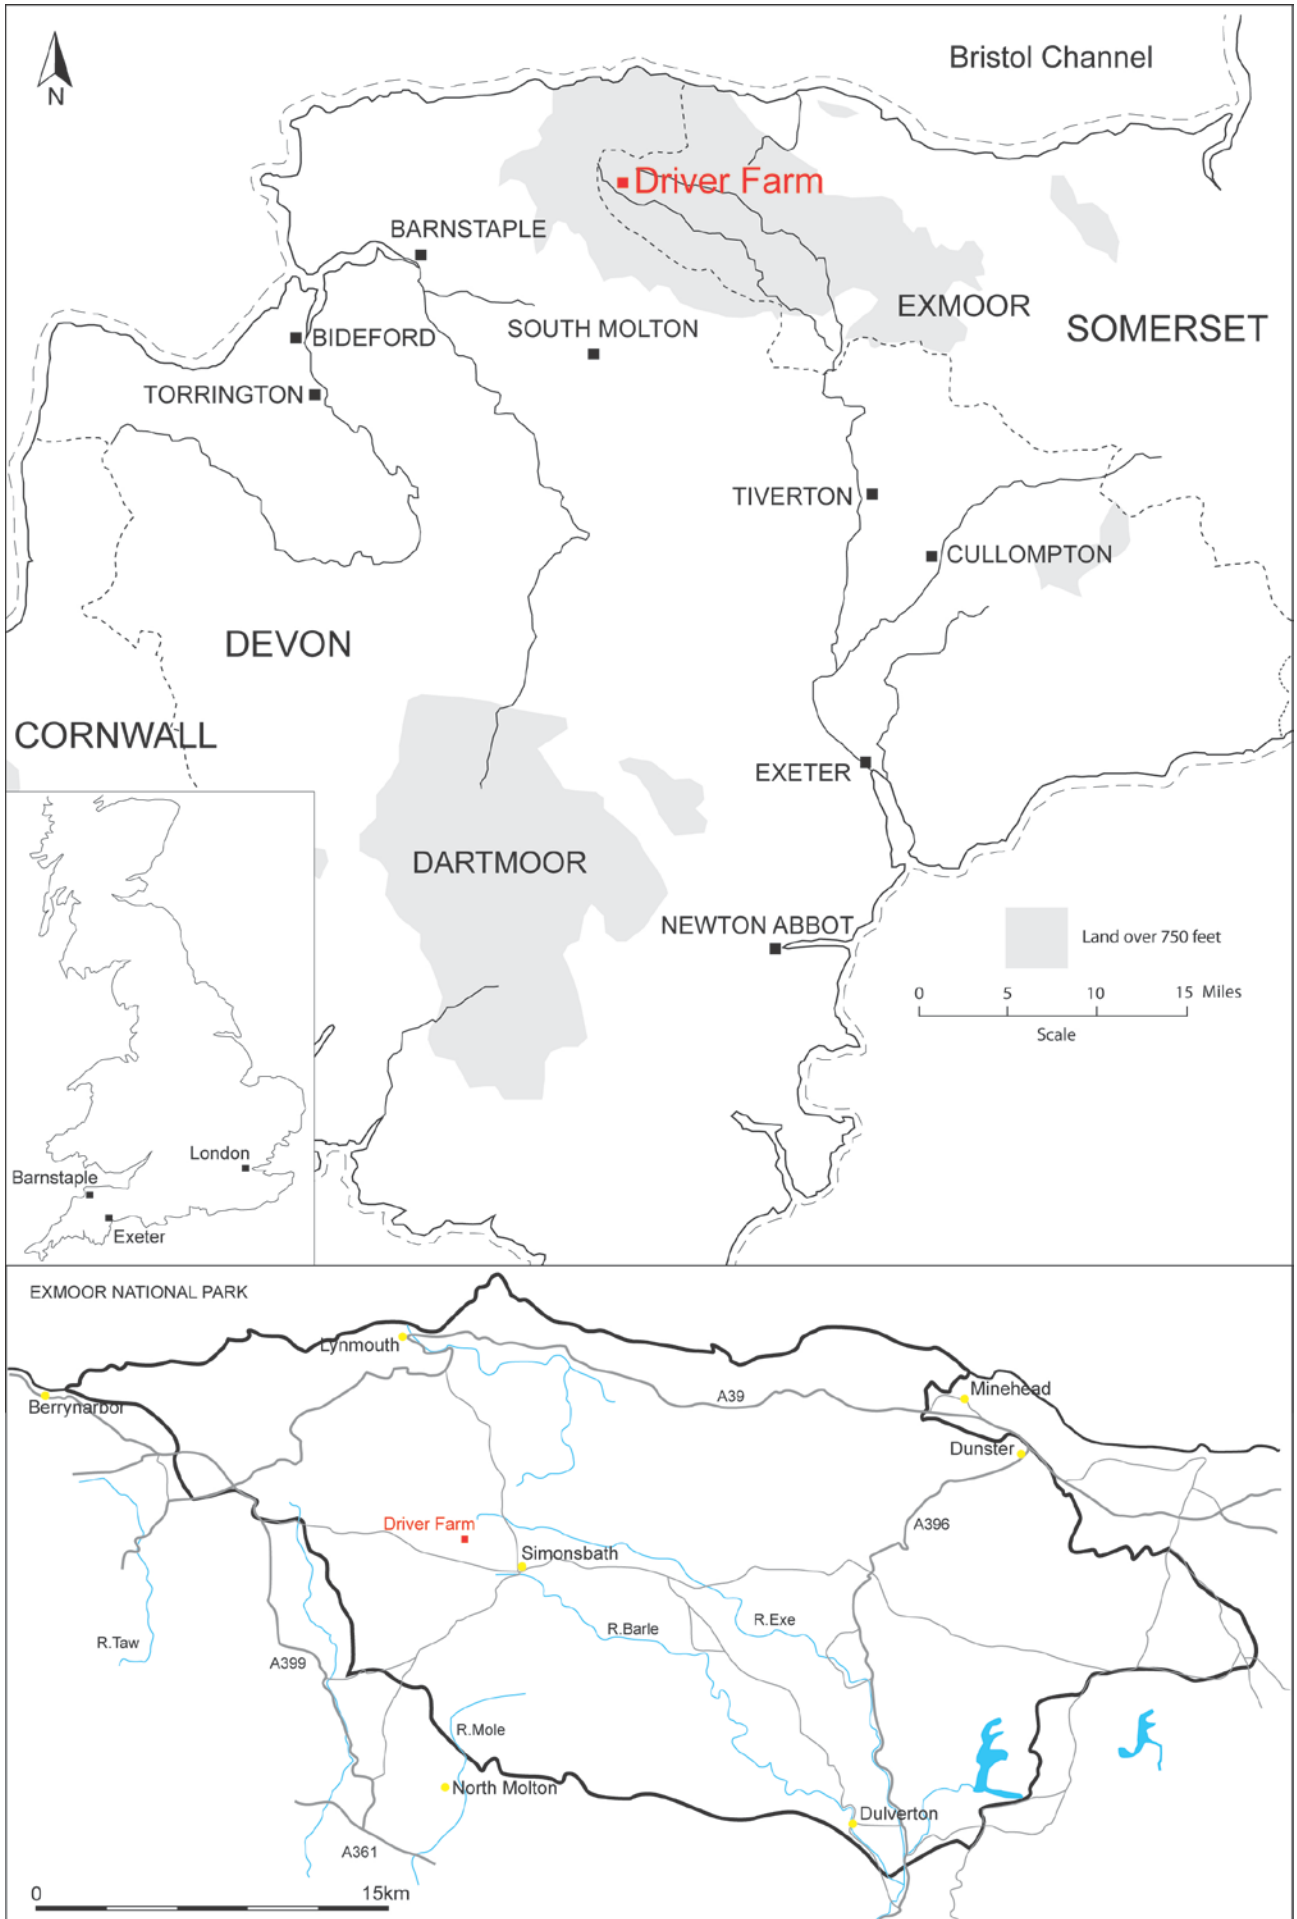 Bristol Channel
N
Driver Farm
BARNSTAPLE
EXMOOR
SOMERSET
SOUTH MOLTON
BIDEFORD
TORRINGTON
TIVERTON
CULLOMPTON
DEVON
CORNWALL
EXETER
DARTMOOR
NEWTON ABBOT
Land over 750 feet
0 5 10 15 Miles
Scale
London
Barnstaple
Exeter
EXMOOR NATIONAL PARK
Lynmouth
Minehead
A39
Berrynarbor
Dunster
Driver Farm
A396
Simonsbath
R.Exe
R.Barle
R.Taw
A399
R.Mole
North Molton
Dulverton
A361
0 15km